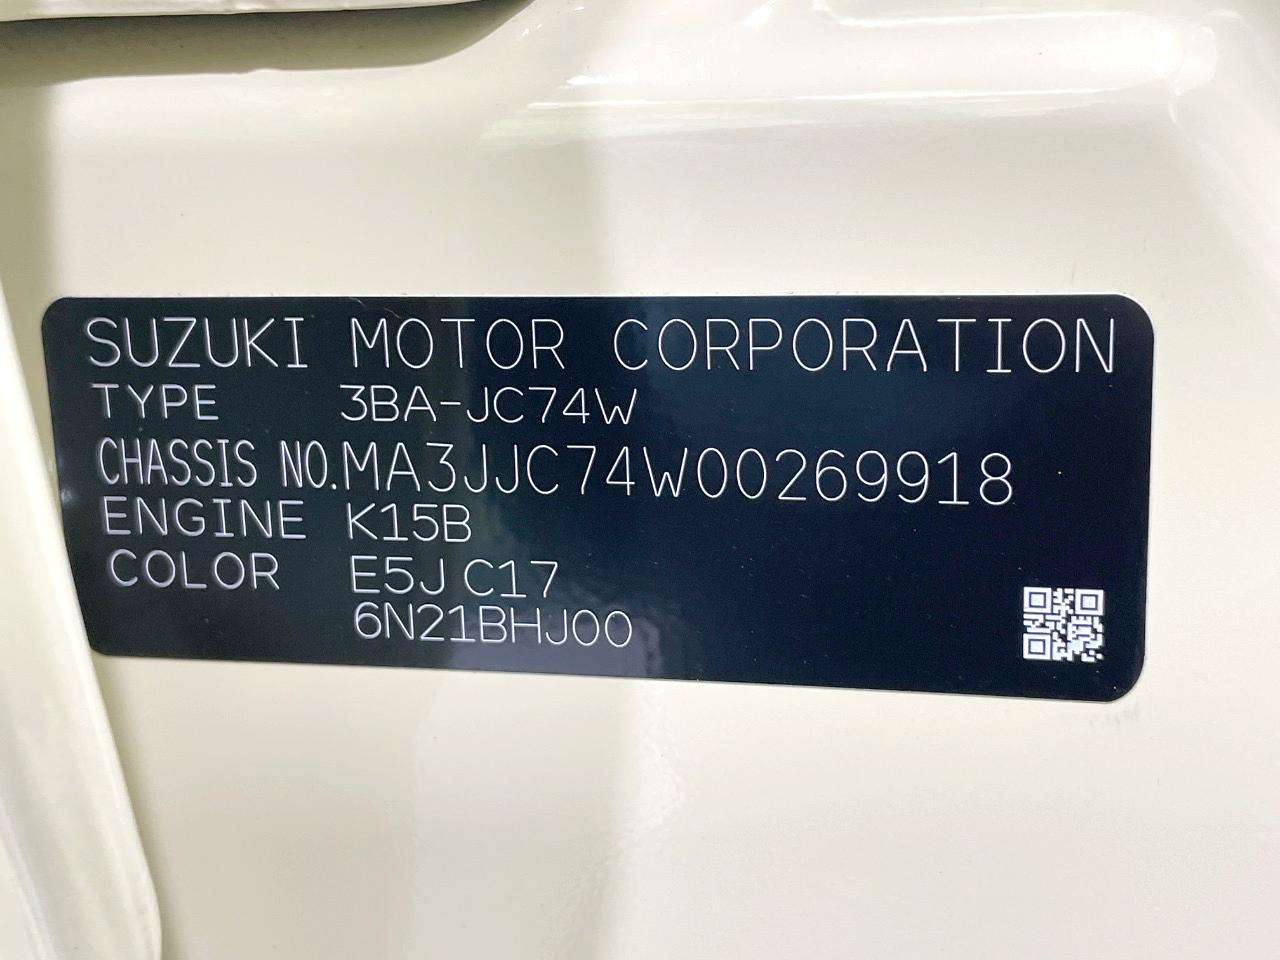 SUZUKI MOTOR CORPORATION
TYPE 3BA-JC74W
CHASSIS NO. MA3JJC74W00269918
ENGINE K15B
COLOR E5J C17
6N21BHJ00